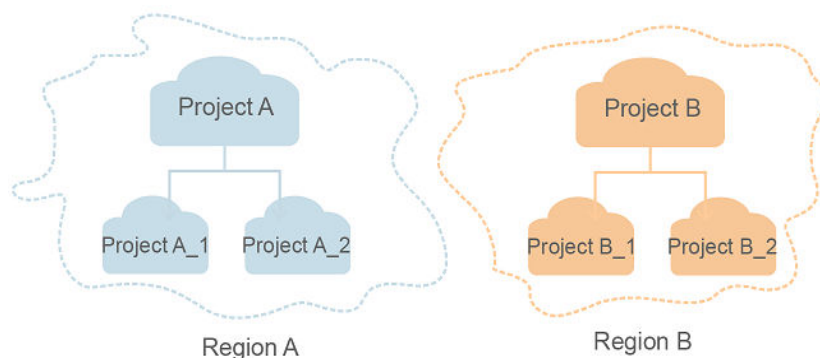 Project A
Project A_1
Project A_2
Region A
Project B
Project B_1
Project B_2
Region B